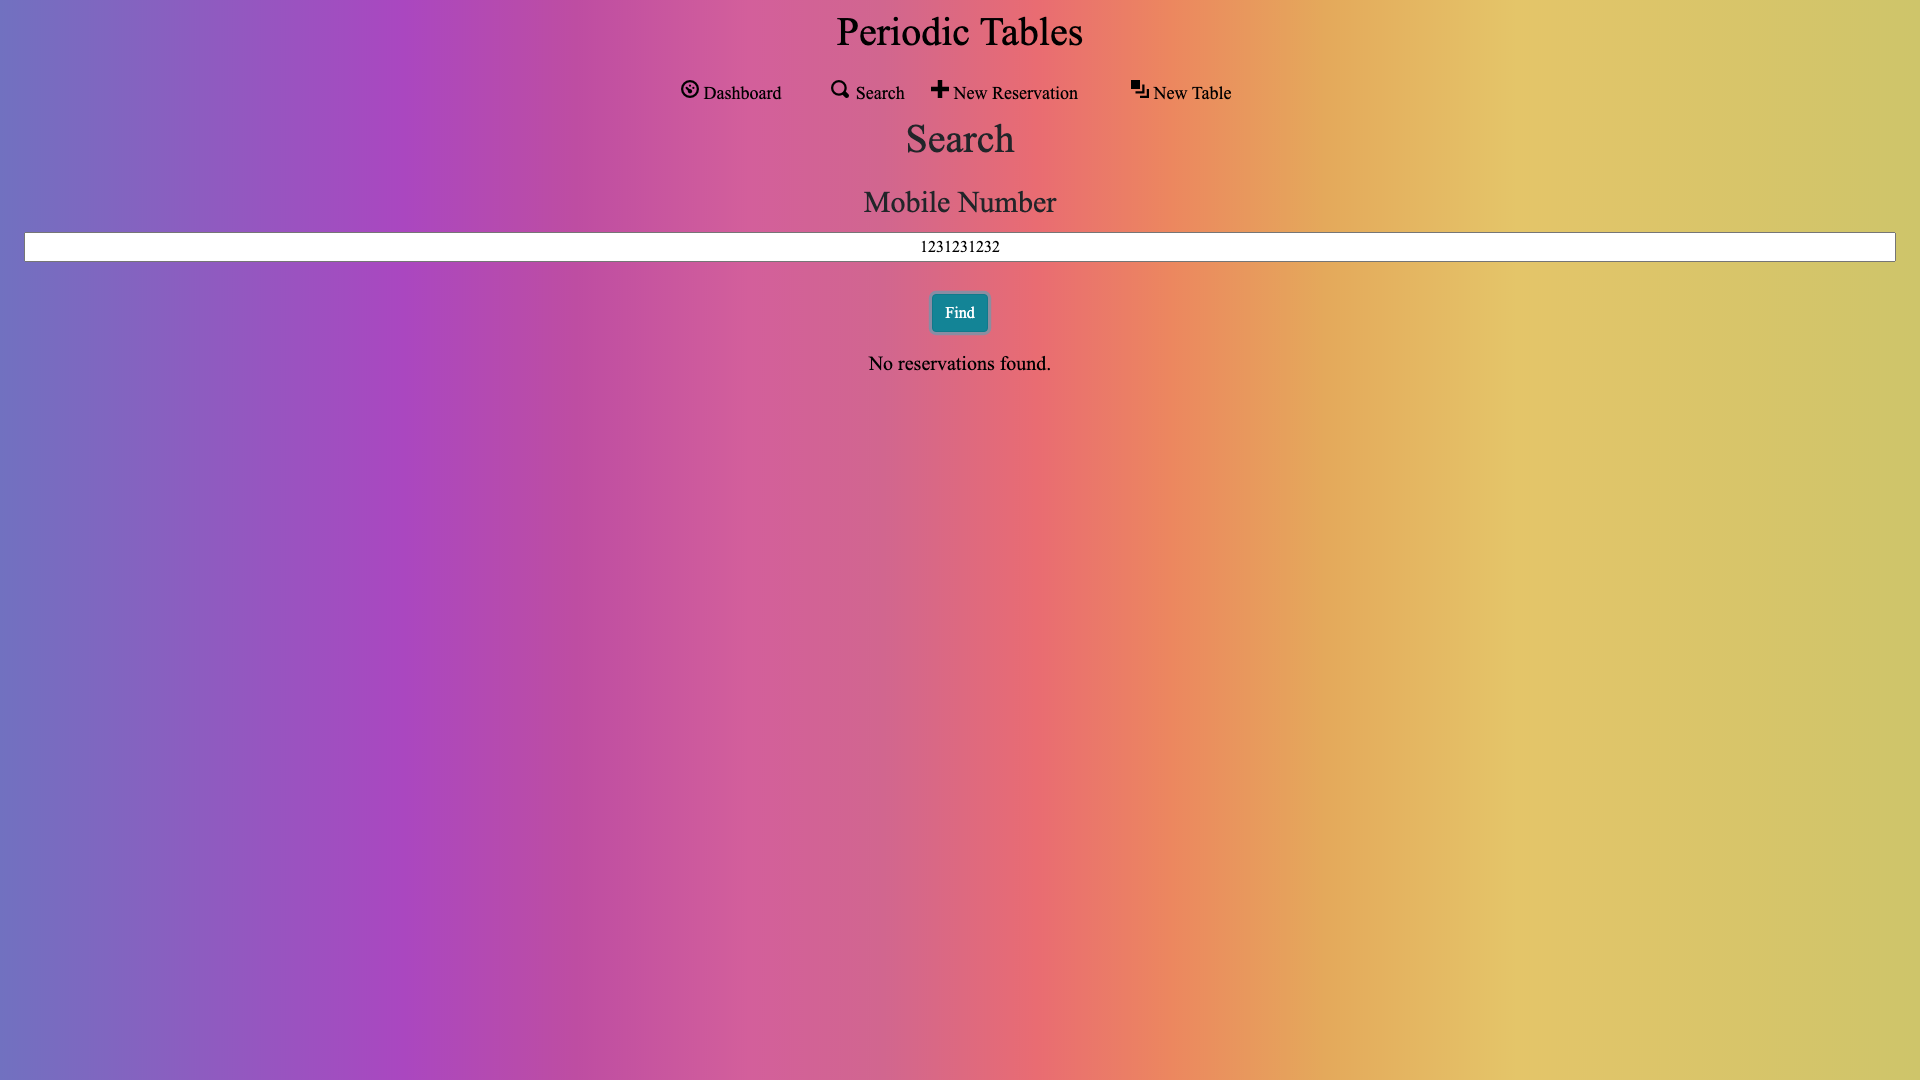 Periodic Tables
Dashboard Search New Reservation New Table
Search
Mobile Number
1231231232
Find
No reservations found.